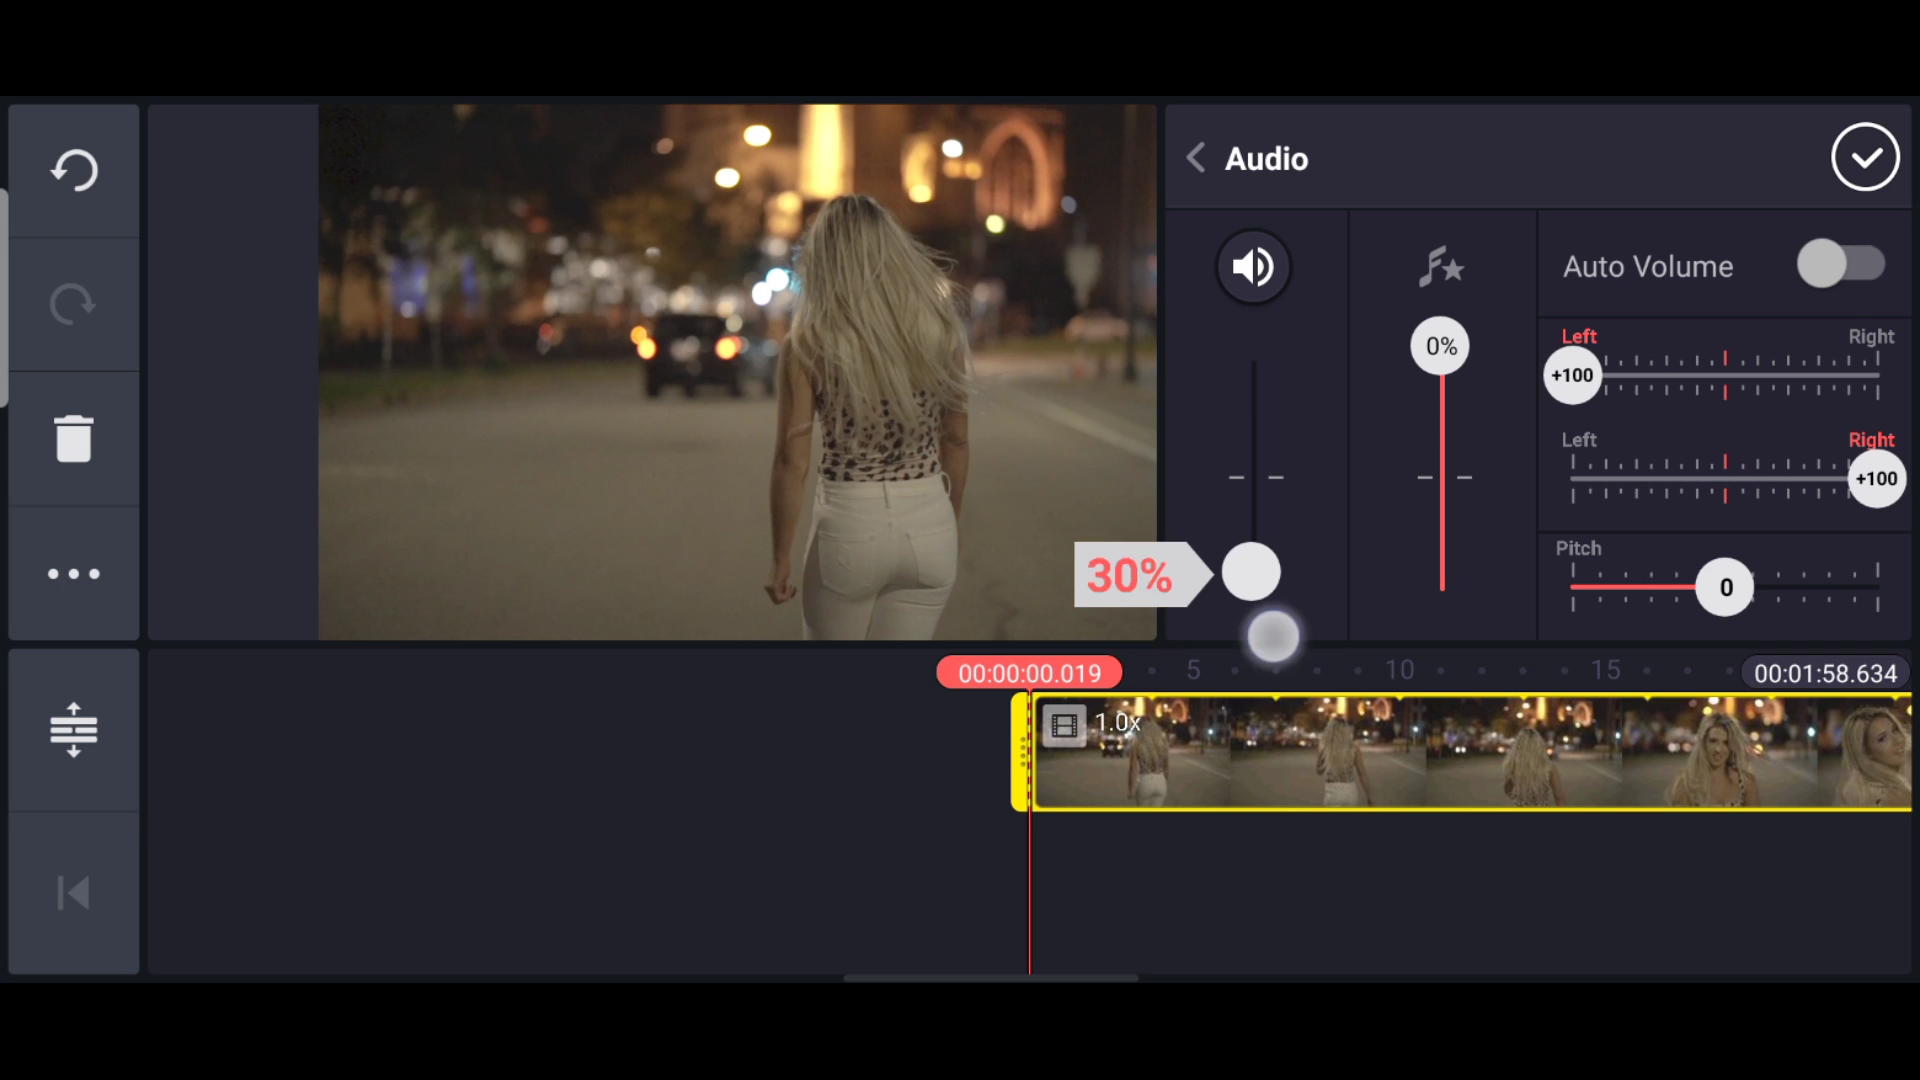 Audio
Auto Volume
0%
Left Right
+100
Left Right
+100
30%
Pitch
0
00:00:00.019 5 10 15 00:01:58.634
1.0x